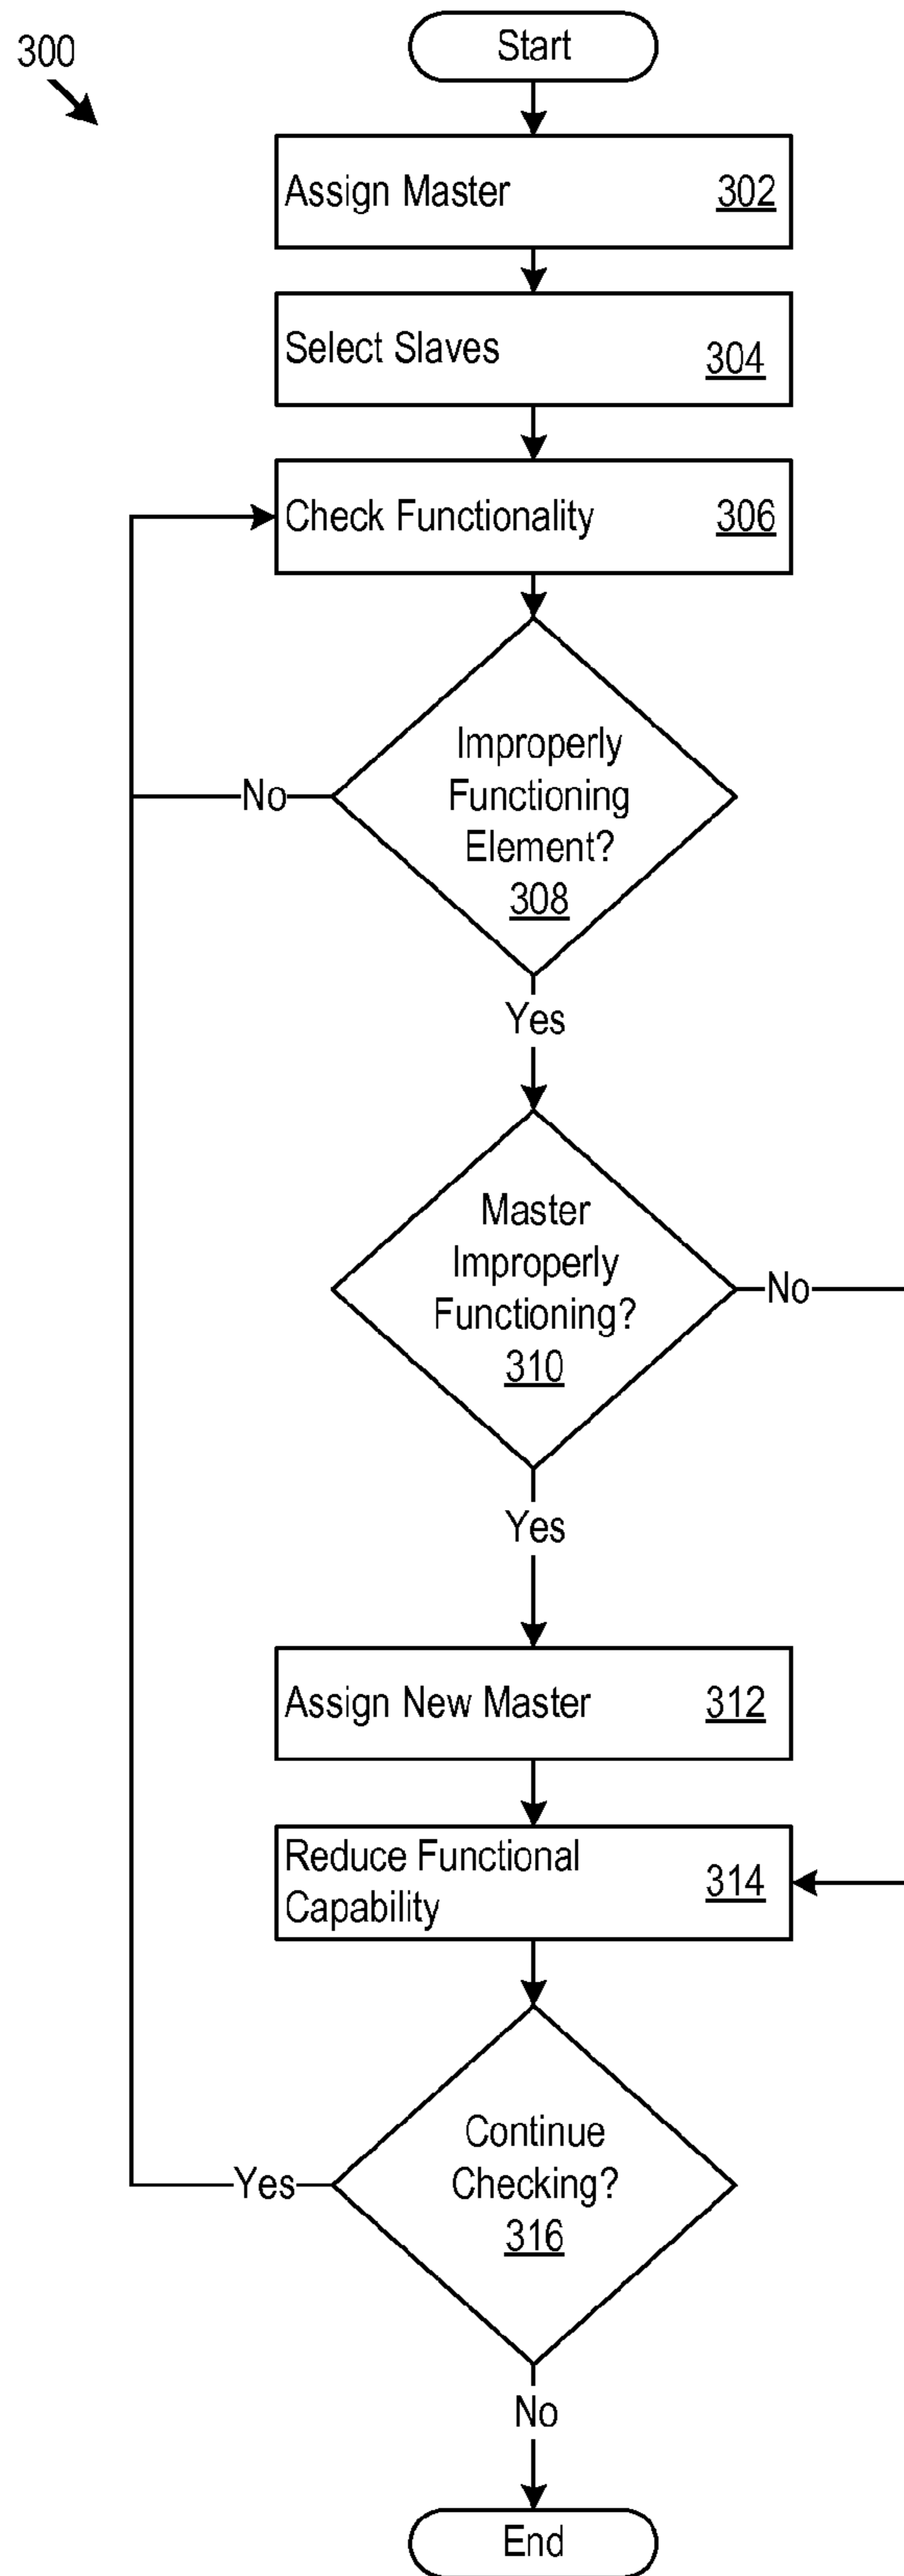 300
Start
Assign Master 302
Select Slaves 304
Check Functionality 306
Improperly
Functioning
Element?
308
No
Yes
Master
Improperly
Functioning?
310
No
Yes
Assign New Master 312
Reduce Functional
Capability
314
Continue
Checking?
316
Yes
No
End